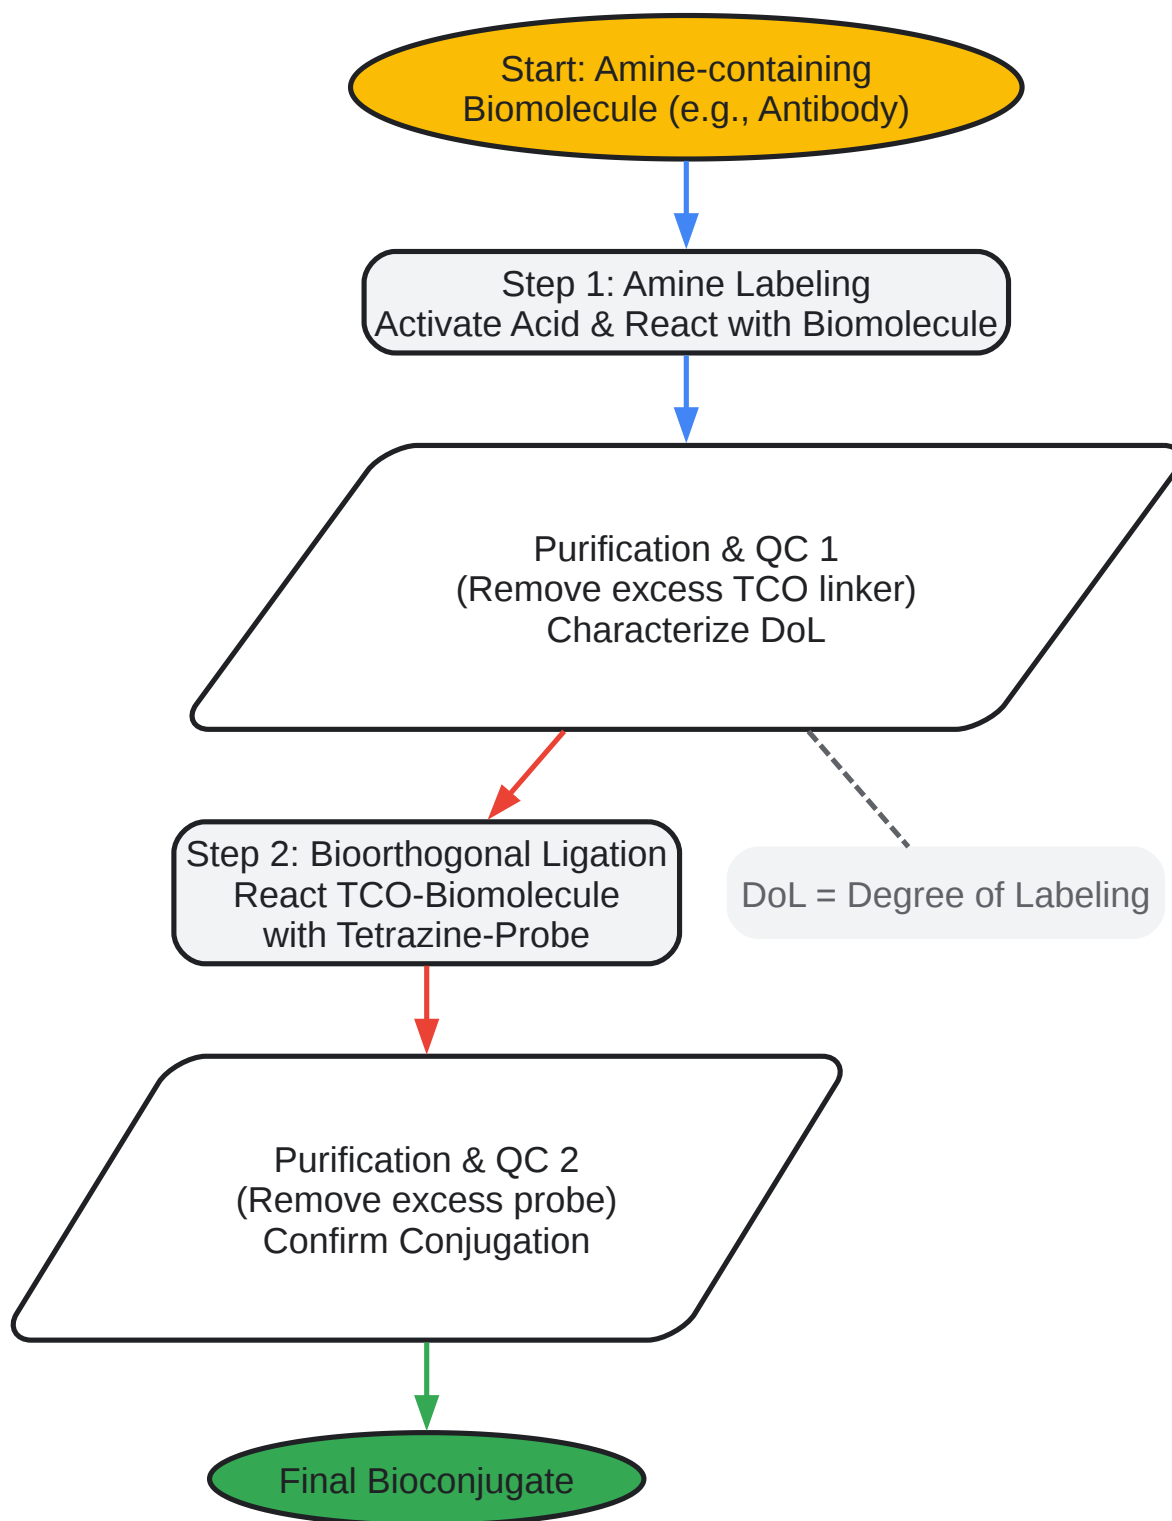 Start: Amine-containing
Biomolecule (e.g., Antibody)
Step 1: Amine Labeling
Activate Acid & React with Biomolecule
Purification & QC 1
(Remove excess TCO linker)
Characterize DoL
Step 2: Bioorthogonal Ligation
React TCO-Biomolecule
with Tetrazine-Probe
DoL = Degree of Labeling
Purification & QC 2
(Remove excess probe)
Confirm Conjugation
Final Bioconjugate